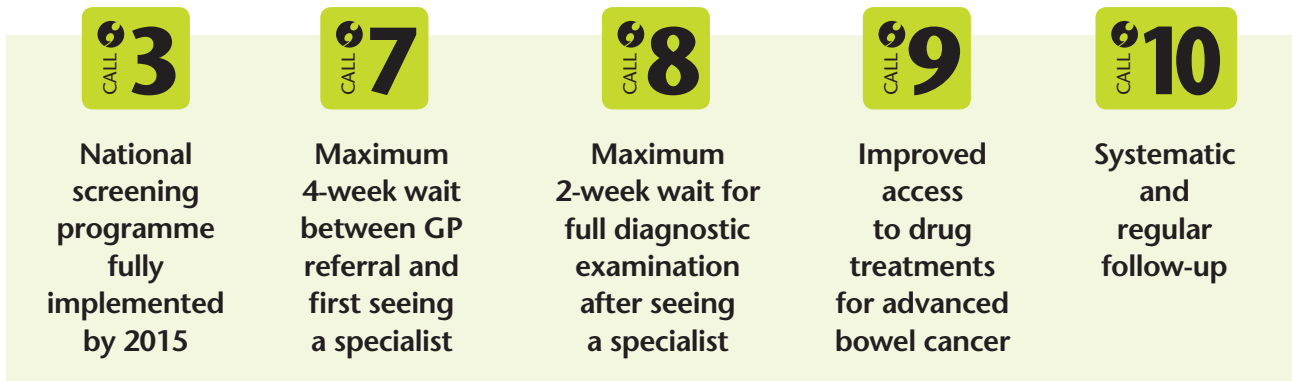 CALL 3
National
screening
programme
fully
implemented
by 2015
CALL 7
Maximum
4-week wait
between GP
referral and
first seeing
a specialist
CALL 8
Maximum
2-week wait for
full diagnostic
examination
after seeing
a specialist
CALL 9
Improved
access
to drug
treatments
for advanced
bowel cancer
CALL 10
Systematic
and
regular
follow-up